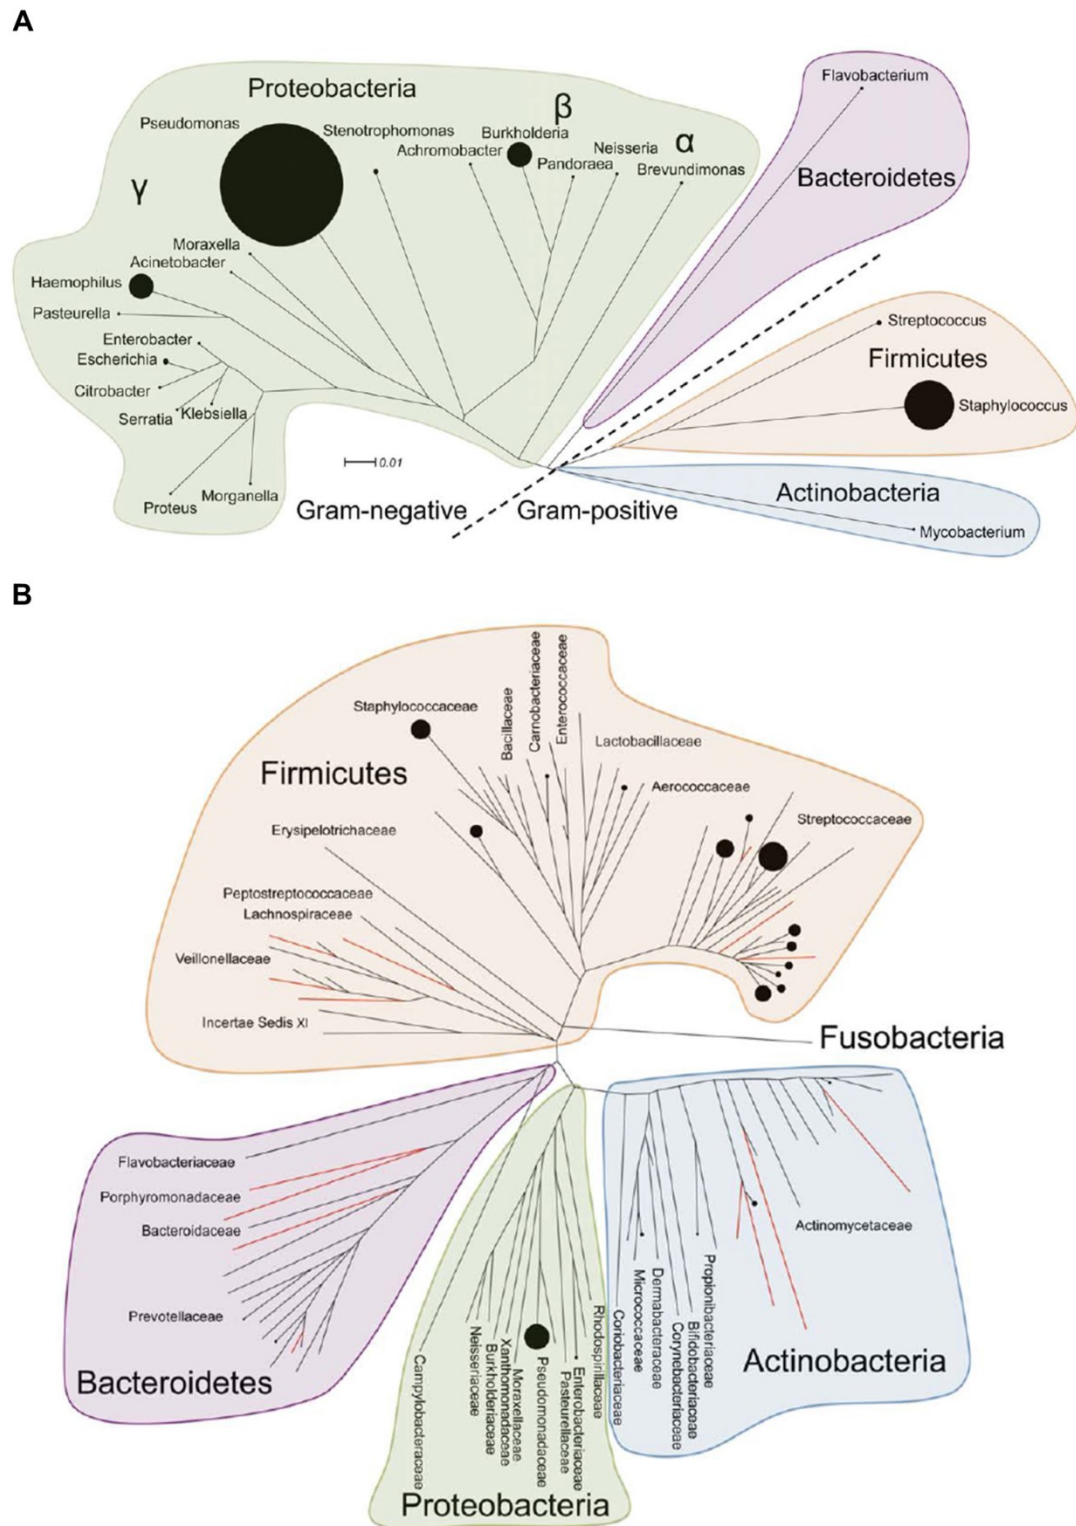 A
Proteobacteria
Pseudomonas
Stenotrophomonas
Achromobacter
β
Burkholderia
Pandoraea
Neisseria
α
Brevundimonas
γ
Moraxella
Acinetobacter
Haemophilus
Pasteurella
Enterobacter
Escherichia
Citrobacter
Serratia
Klebsiella
Proteus
Morganella
0.01
Gram-negative
Gram-positive
Flavobacterium
Bacteroidetes
Streptococcus
Firmicutes
Staphylococcus
Actinobacteria
Mycobacterium
B
Staphylococcaceae
Bacillaceae
Carnobacteriaceae
Enterococcaceae
Lactobacillaceae
Aerococcaceae
Streptococcaceae
Firmicutes
Erysipelotrichaceae
Peptostreptococcaceae
Lachnospiraceae
Veillonellaceae
Incertae Sedis XI
Fusobacteria
Flavobacteriaceae
Porphyromonadaceae
Bacteroidaceae
Prevotellaceae
Bacteroidetes
Campylobacteraceae
Neisseriaceae
Burkholderiaceae
Xanthomonadaceae
Moraxellaceae
Pseudomonadaceae
Pasteurellaceae
Enterobacteriaceae
Rhodospirillaceae
Proteobacteria
Coriobacteriaceae
Micrococcaceae
Dermabacteraceae
Corynebacteriaceae
Bifidobacteriaceae
Propionibacteriaceae
Actinomycetaceae
Actinobacteria